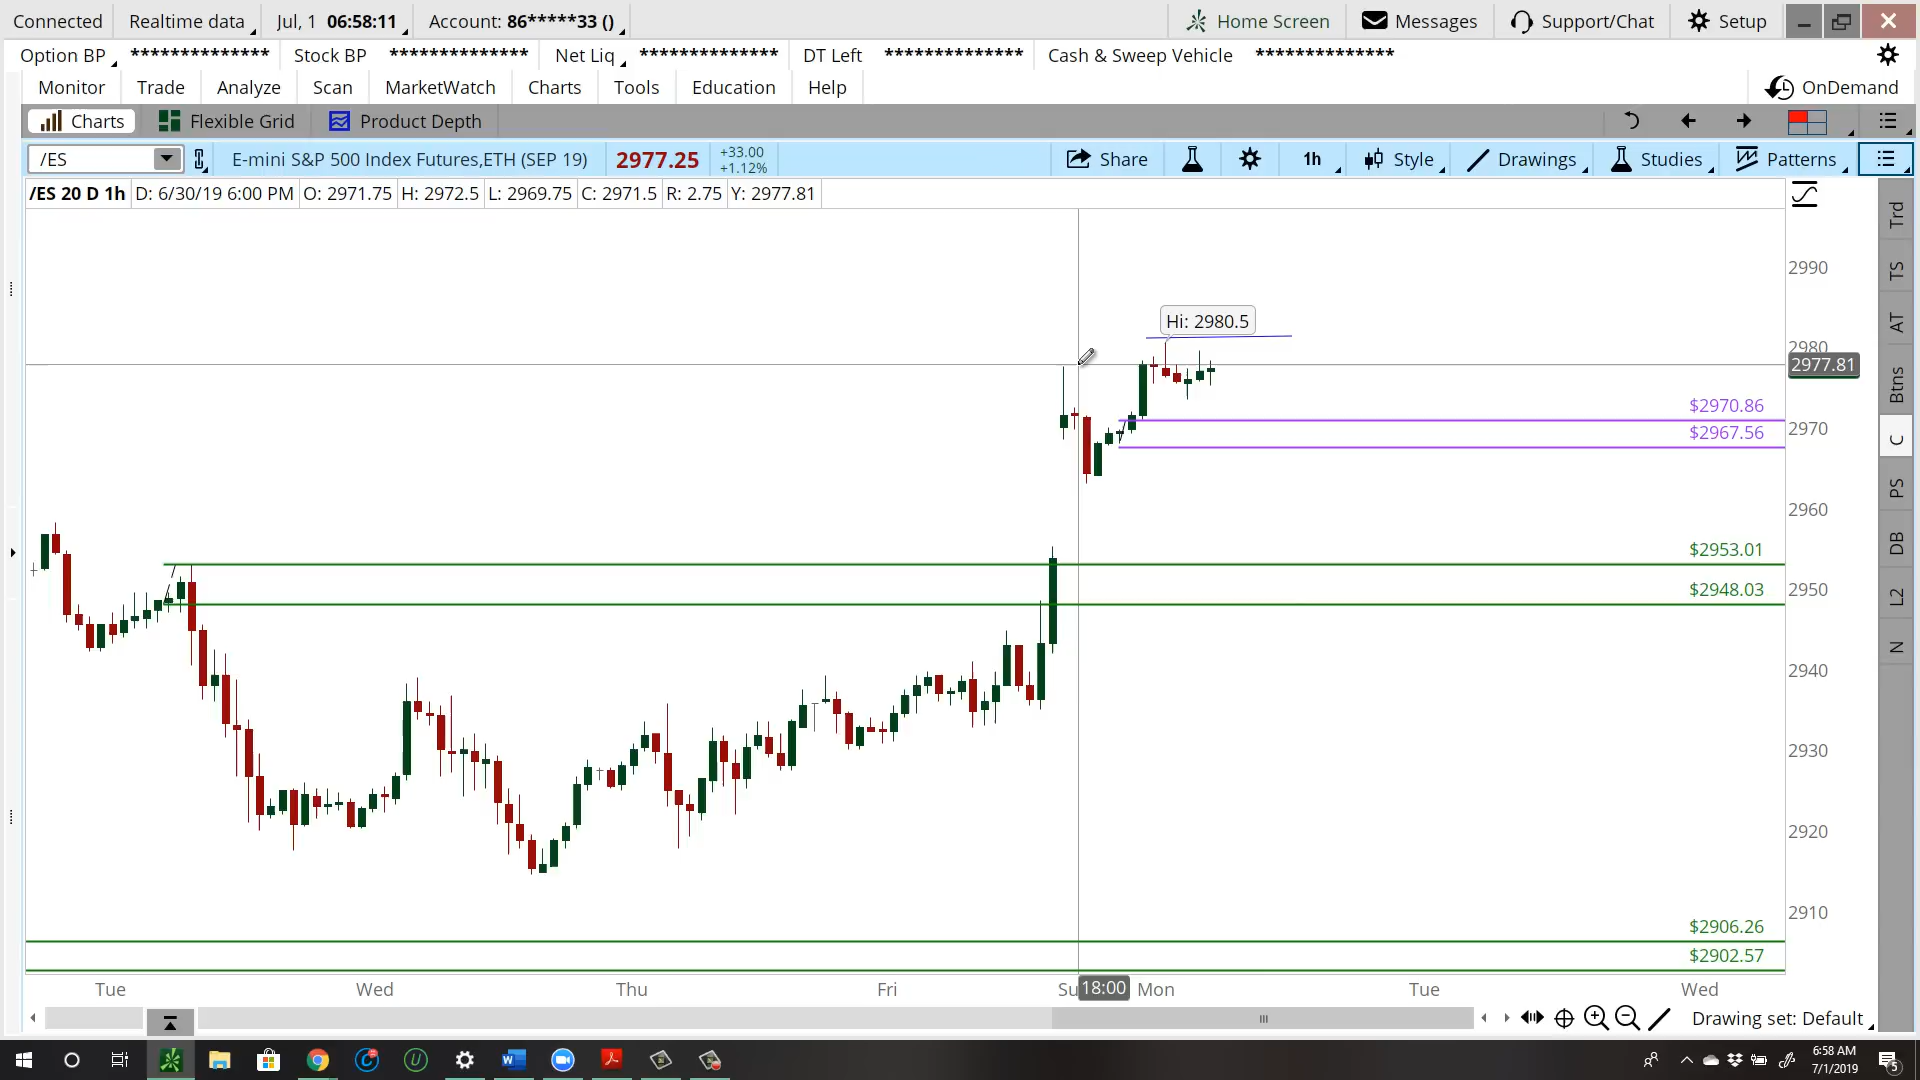 Connected Realtime data Jul, 1 06:58:11 Account: 86*****33 () Home Screen Messages Support/Chat Setup
Option BP ************** Stock BP ************** Net Liq ************** DT Left ************** Cash & Sweep Vehicle **************
Monitor Trade Analyze Scan MarketWatch Charts Tools Education Help OnDemand
Charts Flexible Grid Product Depth
/ES E-mini S&P 500 Index Futures,ETH (SEP 19) 2977.25 +33.00 +1.12% Share 1h Style Drawings Studies Patterns
/ES 20 D 1h D: 6/30/19 6:00 PM O: 2971.75 H: 2972.5 L: 2969.75 C: 2971.5 R: 2.75 Y: 2977.81
Trd
TS
2990
Hi: 2980.5
AT
2980
2977.81
Btns
$2970.86
2970
$2967.56
C
PS
2960
DB
$2953.01
2950
$2948.03
L2
N
2940
2930
2920
2910
$2906.26
$2902.57
Tue Wed Thu Fri Su 18:00 Mon Tue Wed
Drawing set: Default
6:58 AM
7/1/2019
5